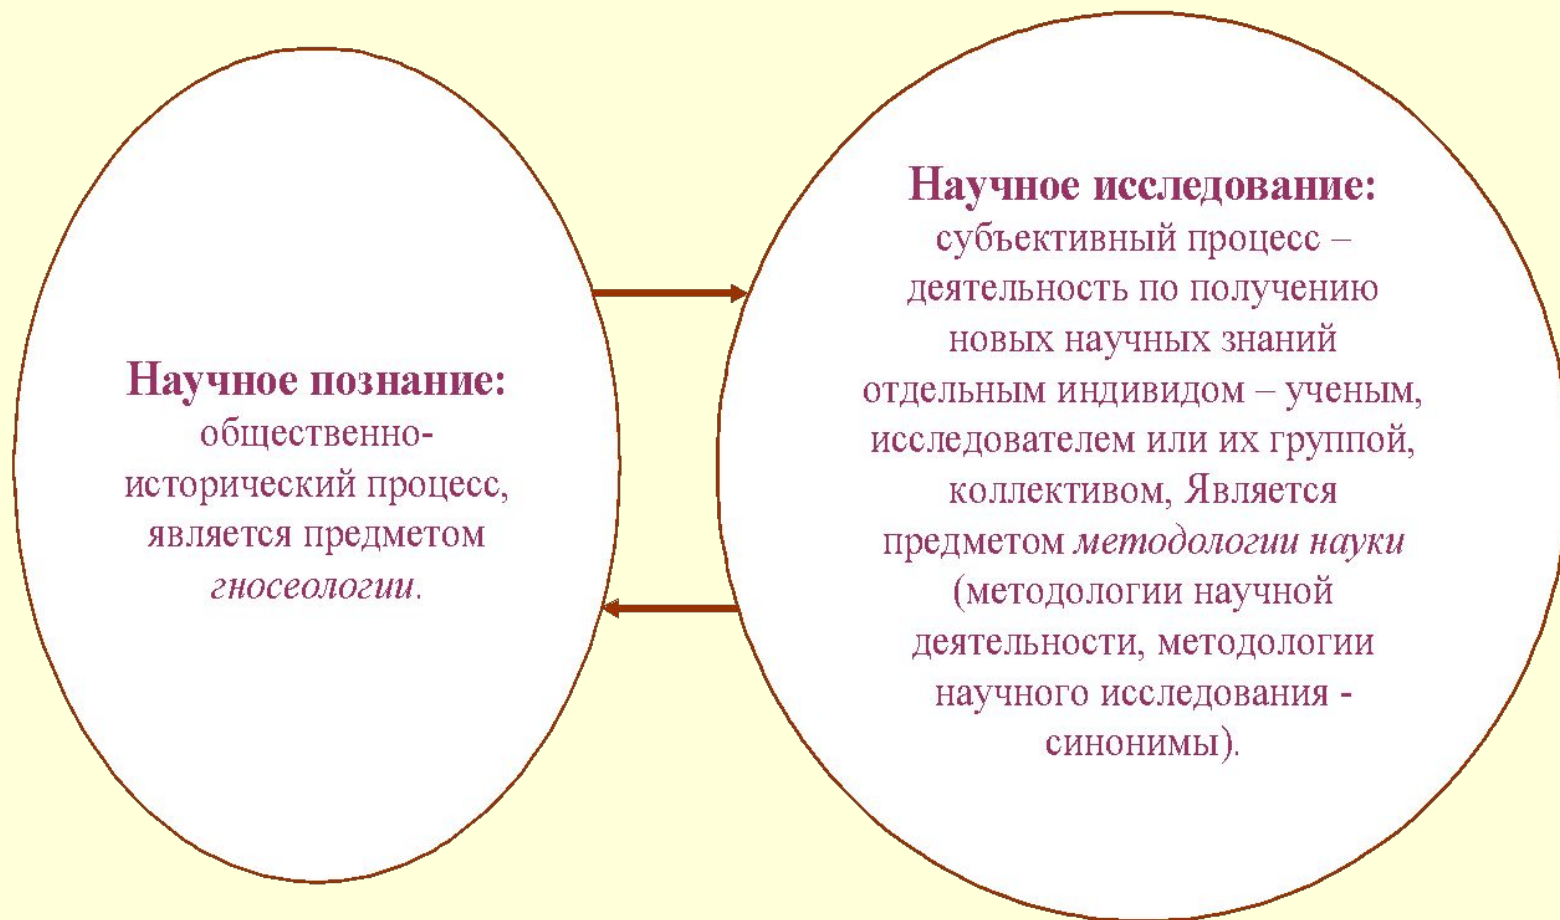 Научное познание:
общественно-
исторический процесс,
является предметом
гносеологии.
Научное исследование:
субъективный процесс –
деятельность по получению
новых научных знаний
отдельным индивидом – ученым,
исследователем или их группой,
коллективом, Является
предметом методологии науки
(методологии научной
деятельности, методологии
научного исследования -
синонимы).